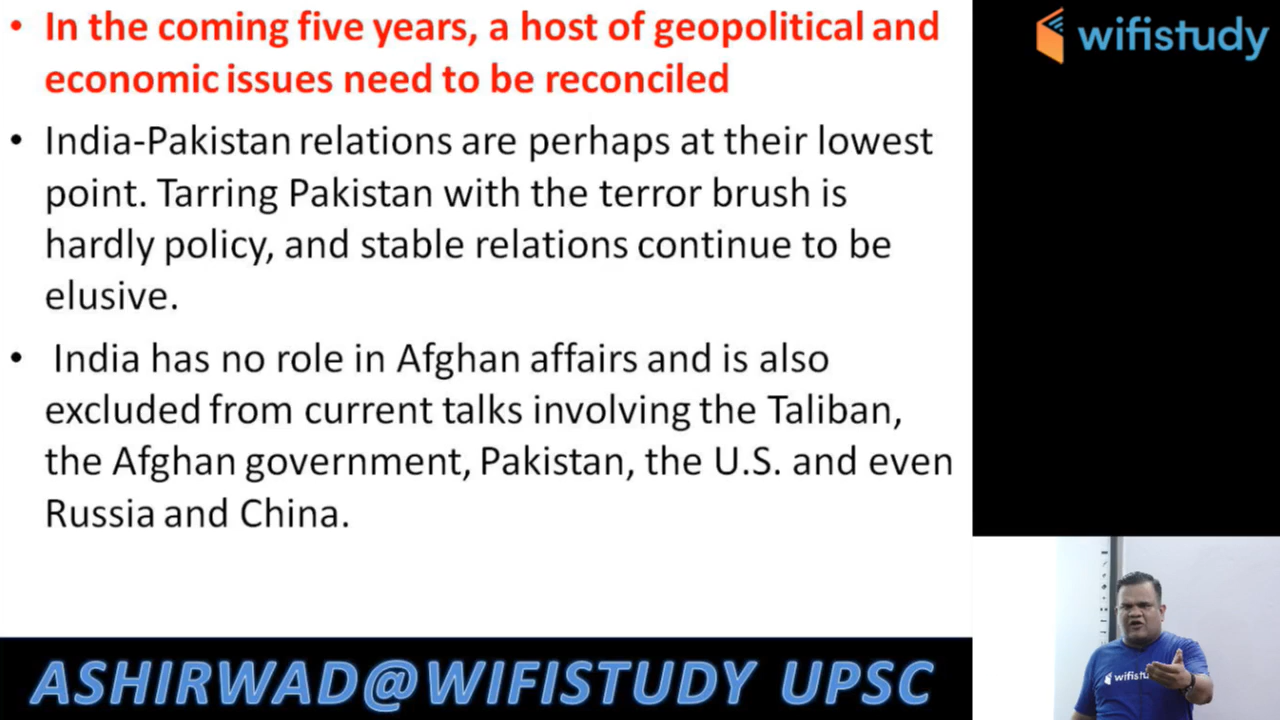 • In the coming five years, a host of geopolitical and
economic issues need to be reconciled
• India-Pakistan relations are perhaps at their lowest
point. Tarring Pakistan with the terror brush is
hardly policy, and stable relations continue to be
elusive.
• India has no role in Afghan affairs and is also
excluded from current talks involving the Taliban,
the Afghan government, Pakistan, the U.S. and even
Russia and China.
wifistudy
wifistu
ASHIRWAD@WIFISTUDY UPSC